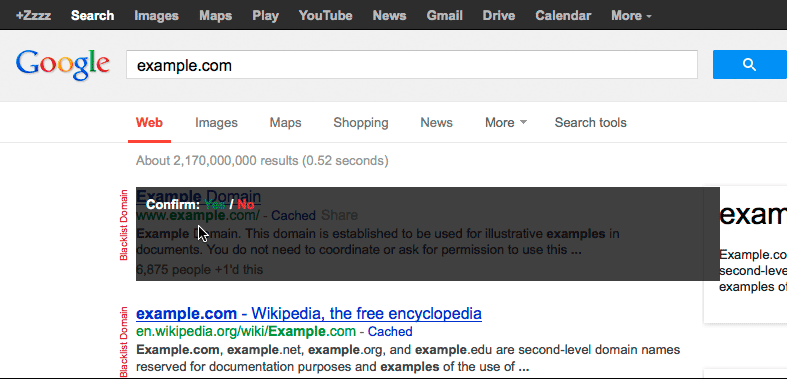 +Zzzz Search Images Maps Play YouTube News Gmail Drive Calendar More
Google
example.com
Web Images Maps Shopping News More Search tools
About 2,170,000,000 results (0.52 seconds)
Blacklist Domain
Example Domain
Confirm: Yes / No
www.example.com/ - Cached Share
Example Domain. This domain is established to be used for illustrative examples in
documents. You do not need to coordinate or ask for permission to use this ...
6,875 people +1'd this
exam
Example.co
second-leve
examples of
Blacklist Domain
example.com - Wikipedia, the free encyclopedia
en.wikipedia.org/wiki/Example.com - Cached
Example.com, example.net, example.org, and example.edu are second-level domain names
reserved for documentation purposes and examples of the use of ...